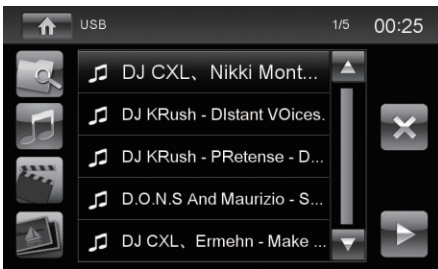 USB 1/5 00:25
DJ CXL、Nikki Mont...
DJ KRush - DIstant VOices.
DJ KRush - PRetense - D...
D.O.N.S And Maurizio - S...
DJ CXL、Ermehn - Make ...